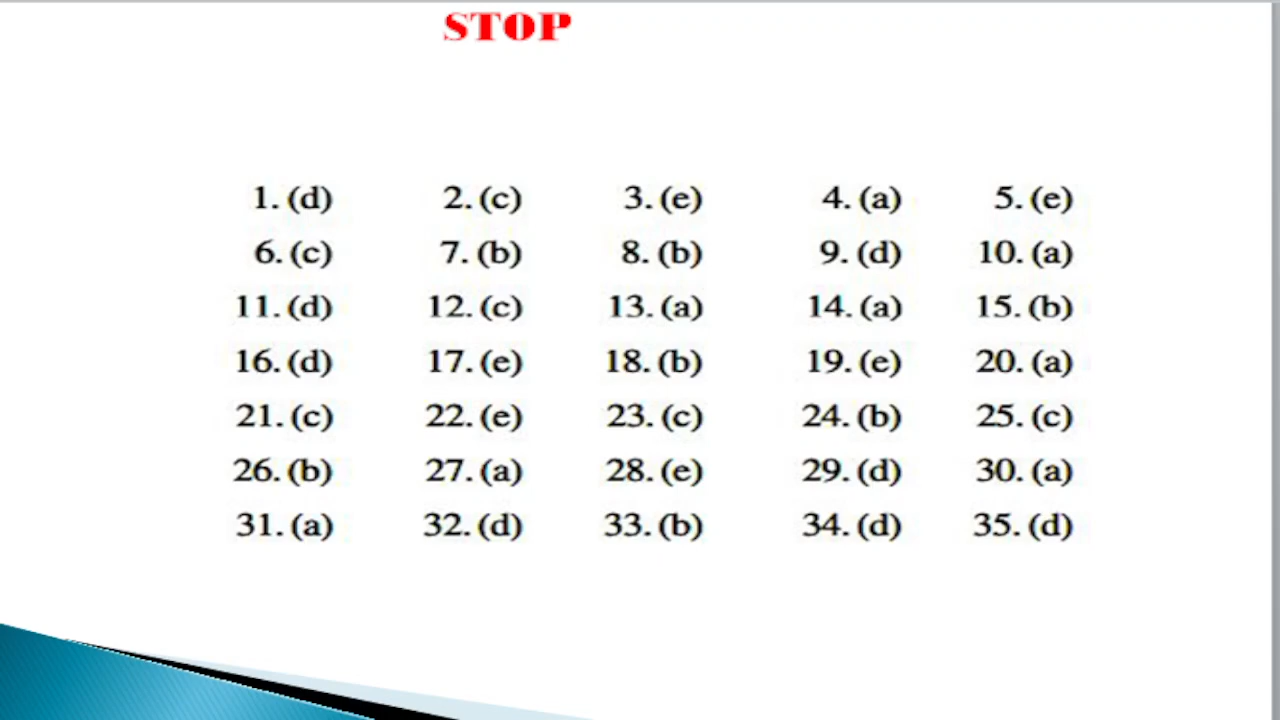 STOP
1. (d) 2. (c) 3. (e) 4. (a) 5. (e)
6. (c) 7. (b) 8. (b) 9. (d) 10. (a)
11. (d) 12. (c) 13. (a) 14. (a) 15. (b)
16. (d) 17. (e) 18. (b) 19. (e) 20. (a)
21. (c) 22. (e) 23. (c) 24. (b) 25. (c)
26. (b) 27. (a) 28. (e) 29. (d) 30. (a)
31. (a) 32. (d) 33. (b) 34. (d) 35. (d)